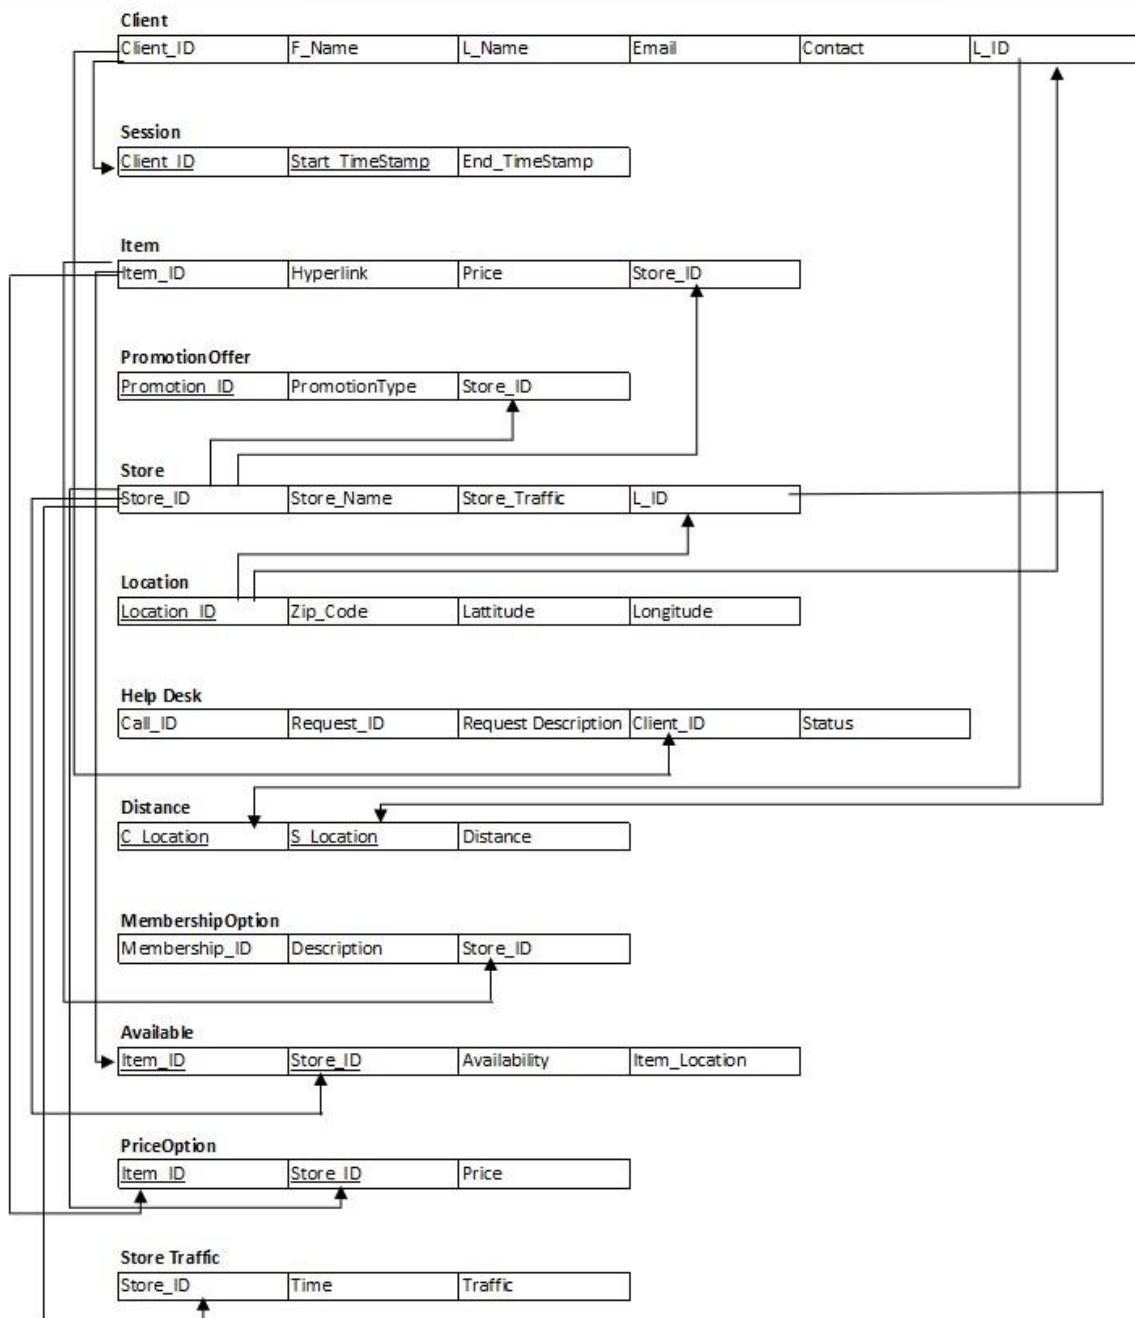 Client
Client_ID F_Name L_Name Email Contact L_ID
Session
Client_ID Start_TimeStamp End_TimeStamp
Item
Item_ID Hyperlink Price Store_ID
PromotionOffer
Promotion_ID PromotionType Store_ID
Store
Store_ID Store_Name Store_Traffic L_ID
Location
Location_ID Zip_Code Lattitude Longitude
Help Desk
Call_ID Request_ID Request Description Client_ID Status
Distance
C_Location S_Location Distance
MembershipOption
Membership_ID Description Store_ID
Available
Item_ID Store_ID Availability Item_Location
PriceOption
Item_ID Store_ID Price
Store Traffic
Store_ID Time Traffic